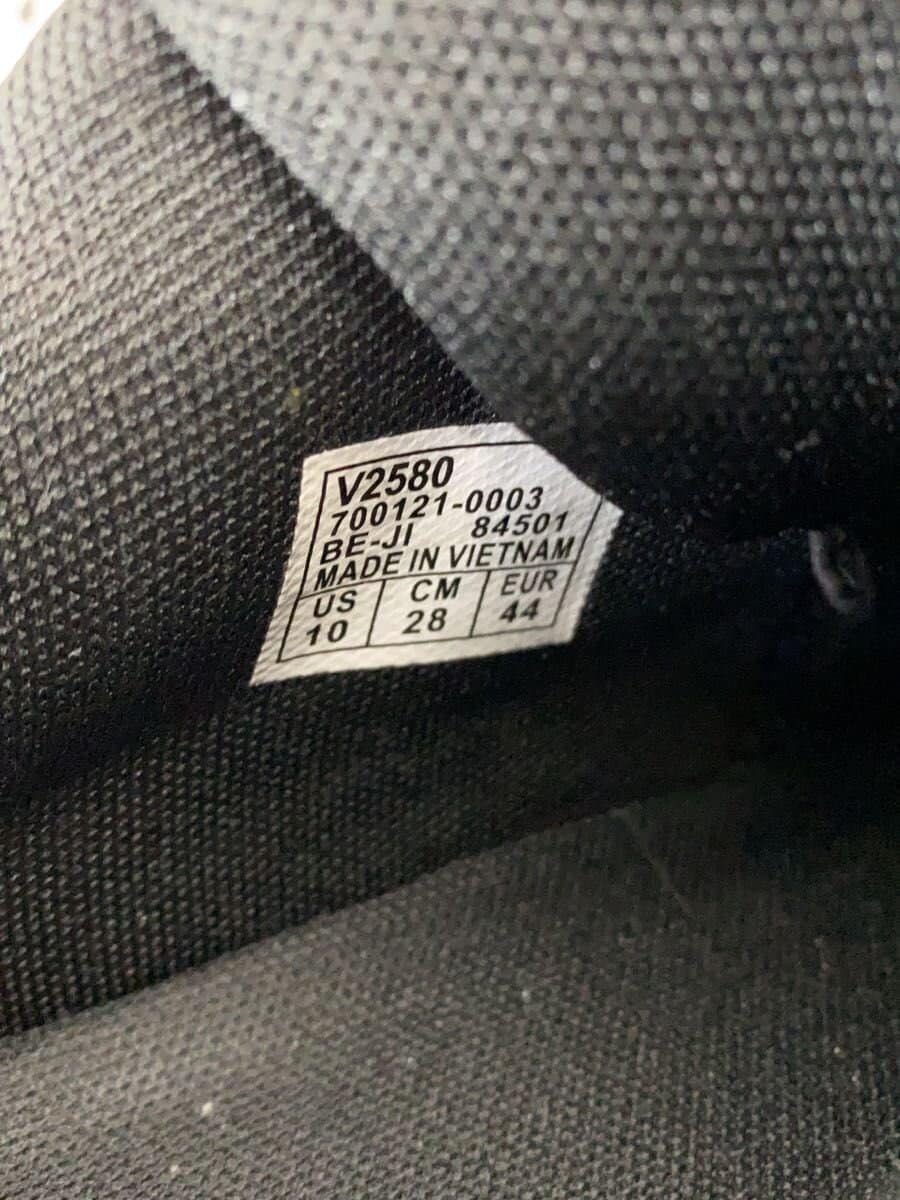 V2580
700121-0003
BE-JI 84501
MADE IN VIETNAM
US CM EUR
10 28 44